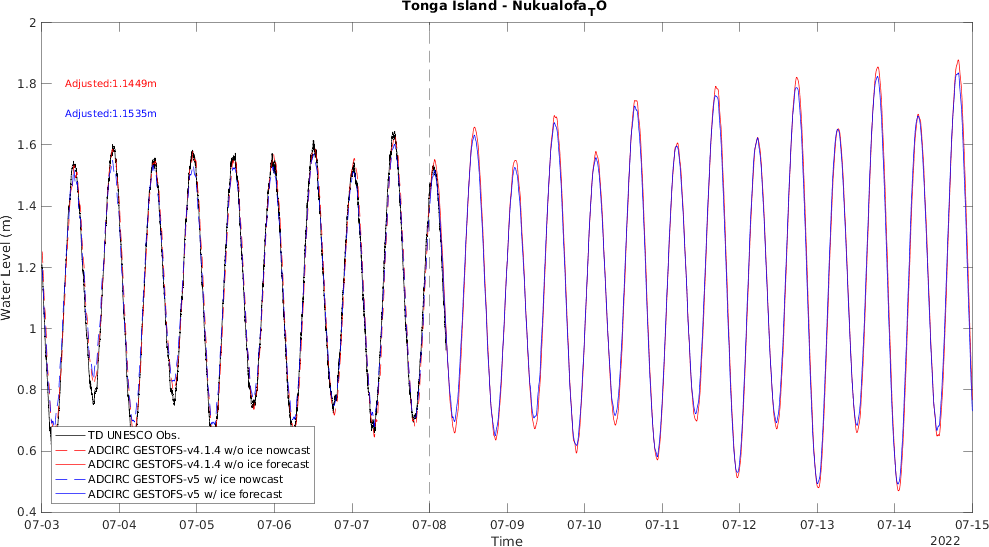 Tonga Island - Nukualofa_TO
2
1.8
1.6
1.4
1.2
1
0.8
0.6
0.4
Water Level (m)
Adjusted:1.1449m
Adjusted:1.1535m
TD UNESCO Obs.
ADCIRC GESTOFS-v4.1.4 w/o ice nowcast
ADCIRC GESTOFS-v4.1.4 w/o ice forecast
ADCIRC GESTOFS-v5 w/ ice nowcast
ADCIRC GESTOFS-v5 w/ ice forecast
07-03 07-04 07-05 07-06 07-07 07-08 07-09 07-10 07-11 07-12 07-13 07-14 07-15
Time
2022